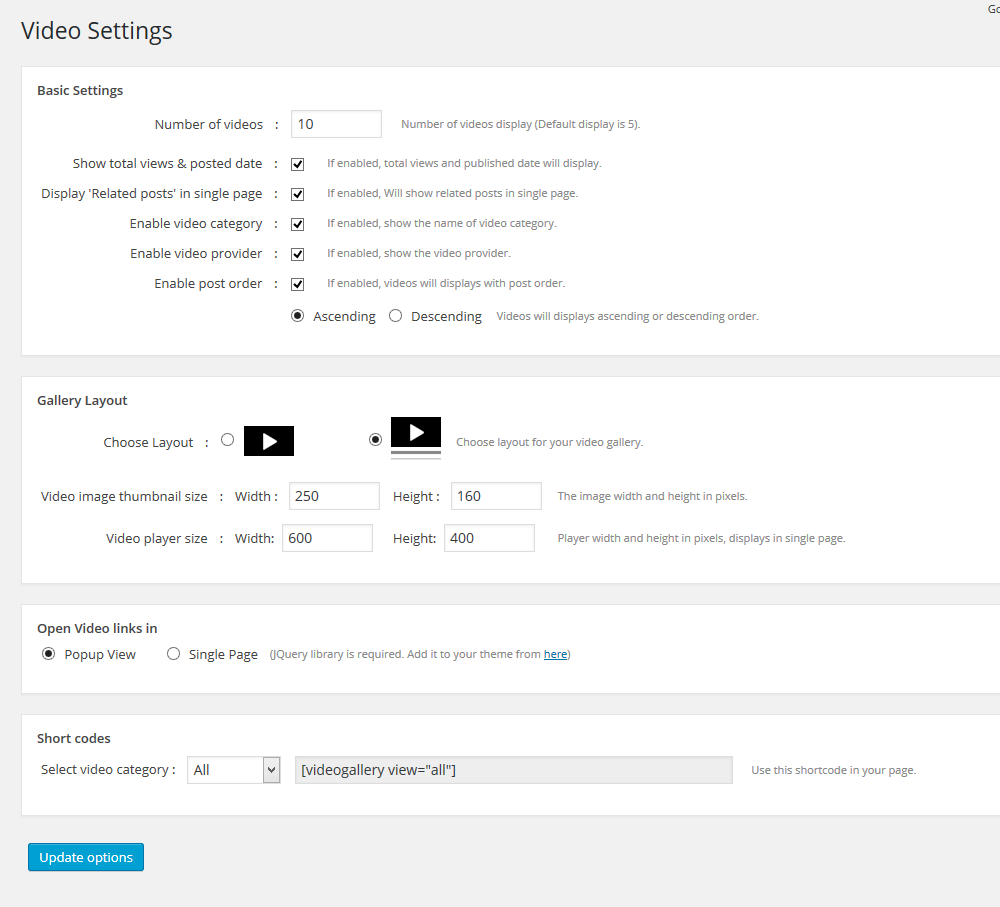 Go
Video Settings
Basic Settings
Number of videos : 10 Number of videos display (Default display is 5).
Show total views & posted date : If enabled, total views and published date will display.
Display 'Related posts' in single page : If enabled, Will show related posts in single page.
Enable video category : If enabled, show the name of video category.
Enable video provider : If enabled, show the video provider.
Enable post order : If enabled, videos will displays with post order.
Ascending Descending Videos will displays ascending or descending order.
Gallery Layout
Choose Layout : Choose layout for your video gallery.
Video image thumbnail size : Width : 250 Height : 160 The image width and height in pixels.
Video player size : Width: 600 Height: 400 Player width and height in pixels, displays in single page.
Open Video links in
Popup View Single Page (JQuery library is required. Add it to your theme from here)
Short codes
Select video category : All [videogallery view="all"] Use this shortcode in your page.
Update options